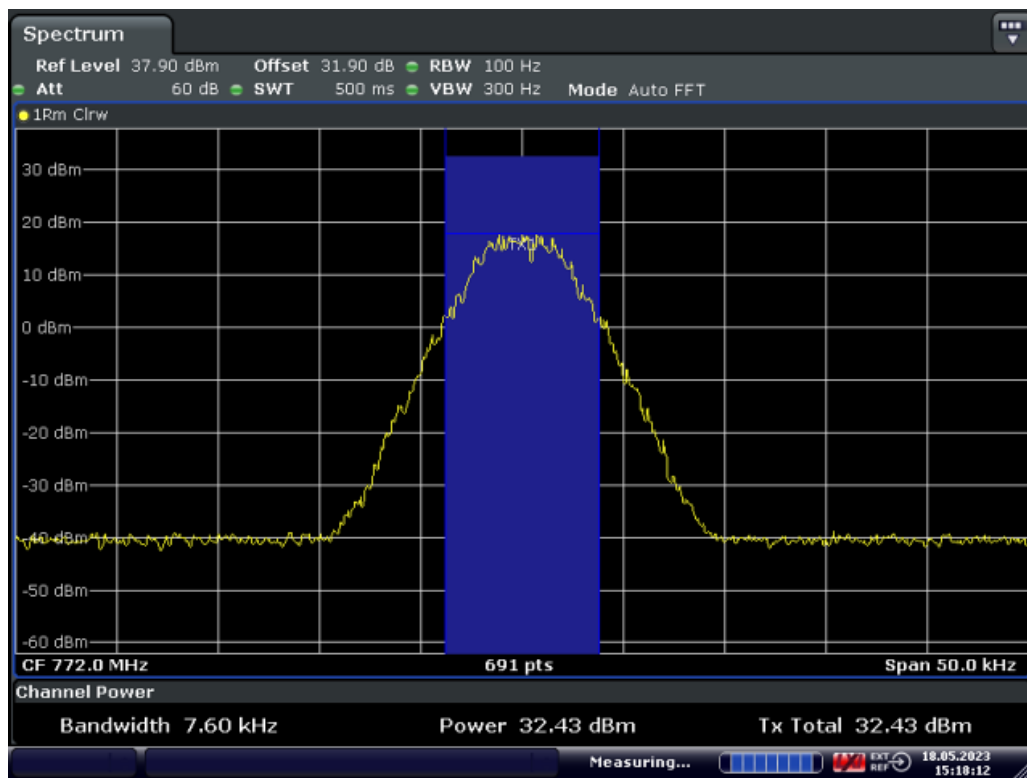 Spectrum
Ref Level 37.90 dBm Offset 31.90 dB RBW 100 Hz
Att 60 dB SWT 500 ms VBW 300 Hz Mode Auto FFT
1Rm Clrw
30 dBm
20 dBm
10 dBm
0 dBm
-10 dBm
-20 dBm
-30 dBm
-40 dBm
-50 dBm
-60 dBm
CF 772.0 MHz 691 pts Span 50.0 kHz
Channel Power
Bandwidth 7.60 kHz Power 32.43 dBm Tx Total 32.43 dBm
Measuring... EXT REF 18.05.2023
15:18:12